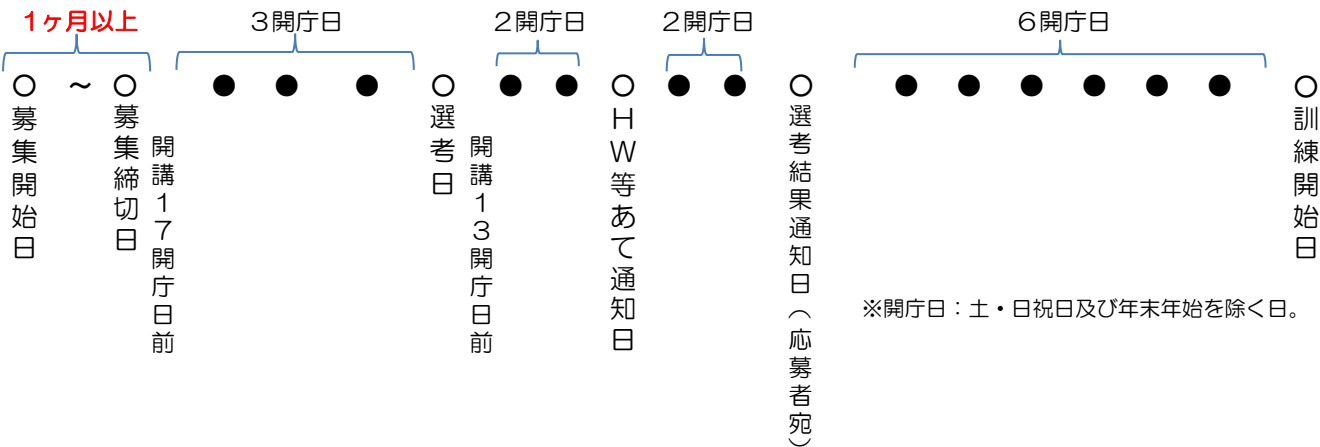 1ヶ月以上
3開庁日
2開庁日
2開庁日
6開庁日
○ ~ ○ ● ● ● ○ ● ● ○ ● ● ○ ● ● ● ● ● ● ○
募集開始日
募集締切日
開講17開庁日前
選考日
開講13開庁日前
HW等あて通知日
選考結果通知日(応募者宛)
訓練開始日
※開庁日:土・日祝日及び年末年始を除く日。